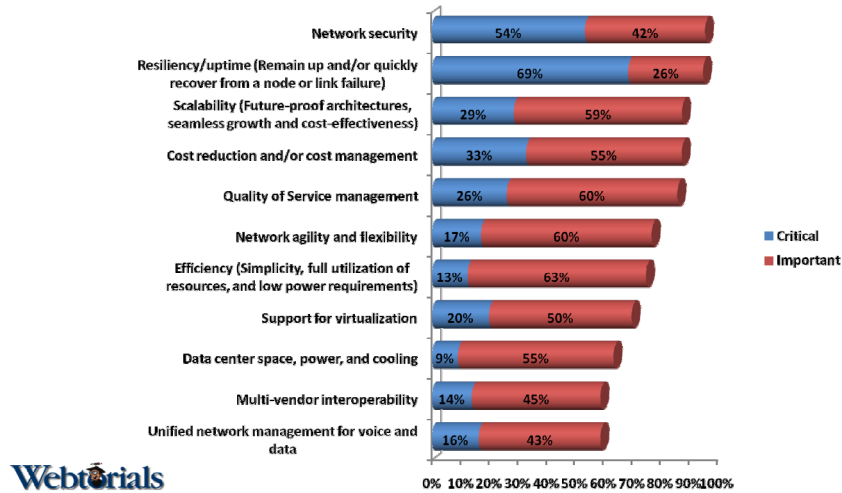 Network security
54%
42%
Resiliency/uptime (Remain up and/or quickly
recover from a node or link failure)
69%
26%
Scalability (Future-proof architectures,
seamless growth and cost-effectiveness)
29%
59%
Cost reduction and/or cost management
33%
55%
Quality of Service management
26%
60%
Network agility and flexibility
17%
60%
Efficiency (Simplicity, full utilization of
resources, and low power requirements)
13%
63%
Support for virtualization
20%
50%
Data center space, power, and cooling
9%
55%
Multi-vendor interoperability
14%
45%
Unified network management for voice and
data
16%
43%
0% 10% 20% 30% 40% 50% 60% 70% 80% 90% 100%
Critical
Important
Webtorials